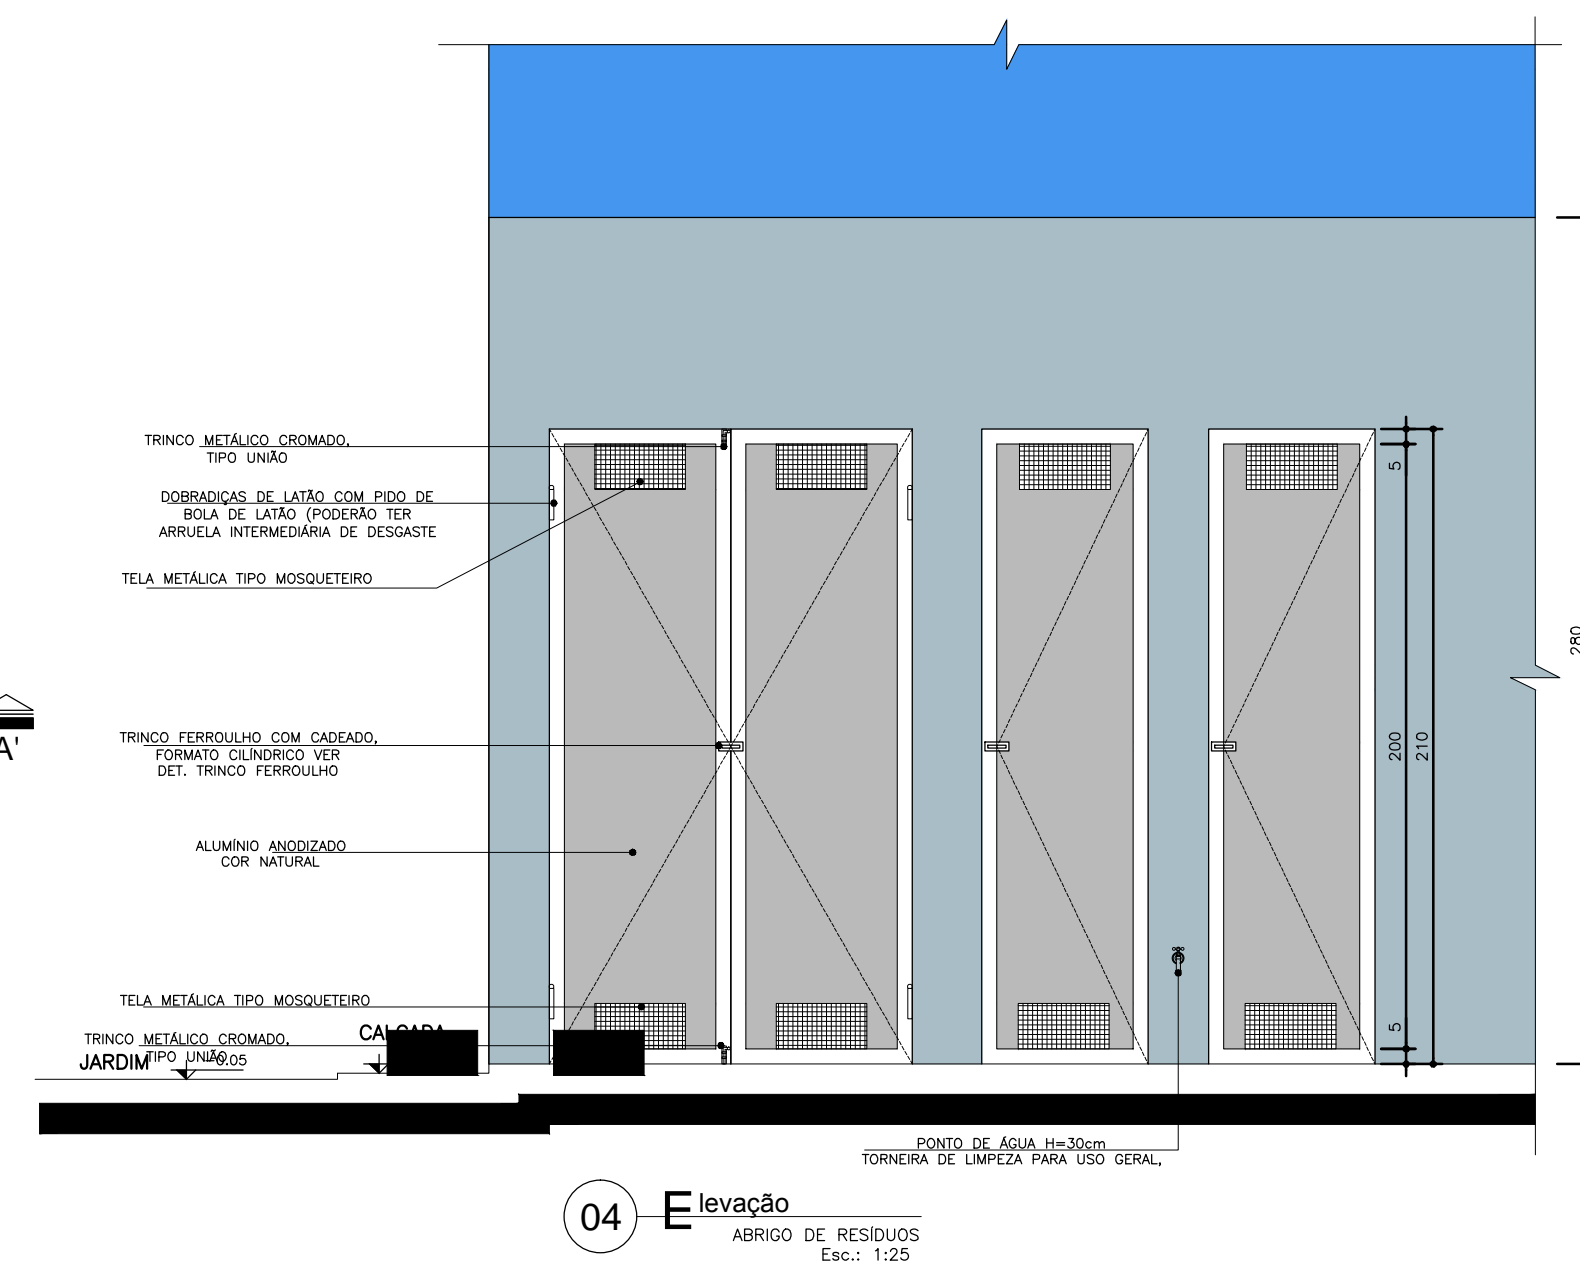 TRINCO METÁLICO CROMADO,
TIPO UNIÃO
DOBRADIÇAS DE LATÃO COM PIDO DE
BOLA DE LATÃO (PODERÃO TER
ARRUELA INTERMEDIÁRIA DE DESGASTE
TELA METÁLICA TIPO MOSQUETEIRO
5
280
A'
TRINCO FERROULHO COM CADEADO,
FORMATO CILÍNDRICO VER
DET. TRINCO FERROULHO
200
210
ALUMÍNIO ANODIZADO
COR NATURAL
TELA METÁLICA TIPO MOSQUETEIRO
5
TRINCO METÁLICO CROMADO,
TIPO UNIÃO
JARDIM
PONTO DE ÁGUA H=30cm
TORNEIRA DE LIMPEZA PARA USO GERAL,
04
Elevação
ABRIGO DE RESÍDUOS
Esc.: 1:25